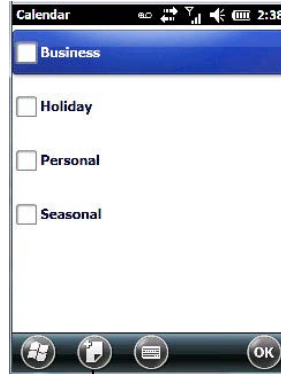 Calendar 2:38
Business
Holiday
Personal
Seasonal
OK